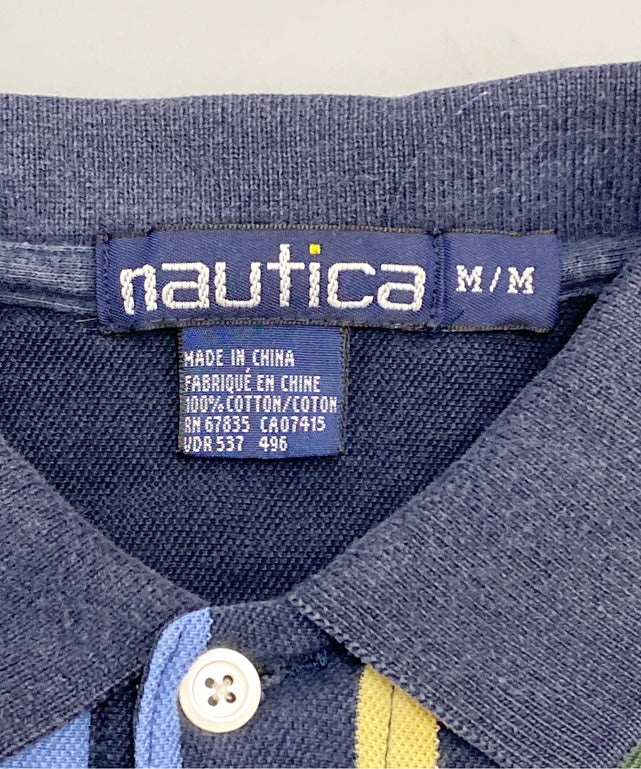 nautica M/M
MADE IN CHINA
FABRIQUÉ EN CHINE
100% COTTON/COTON
RN 67835 CA07415
VDR 537 496